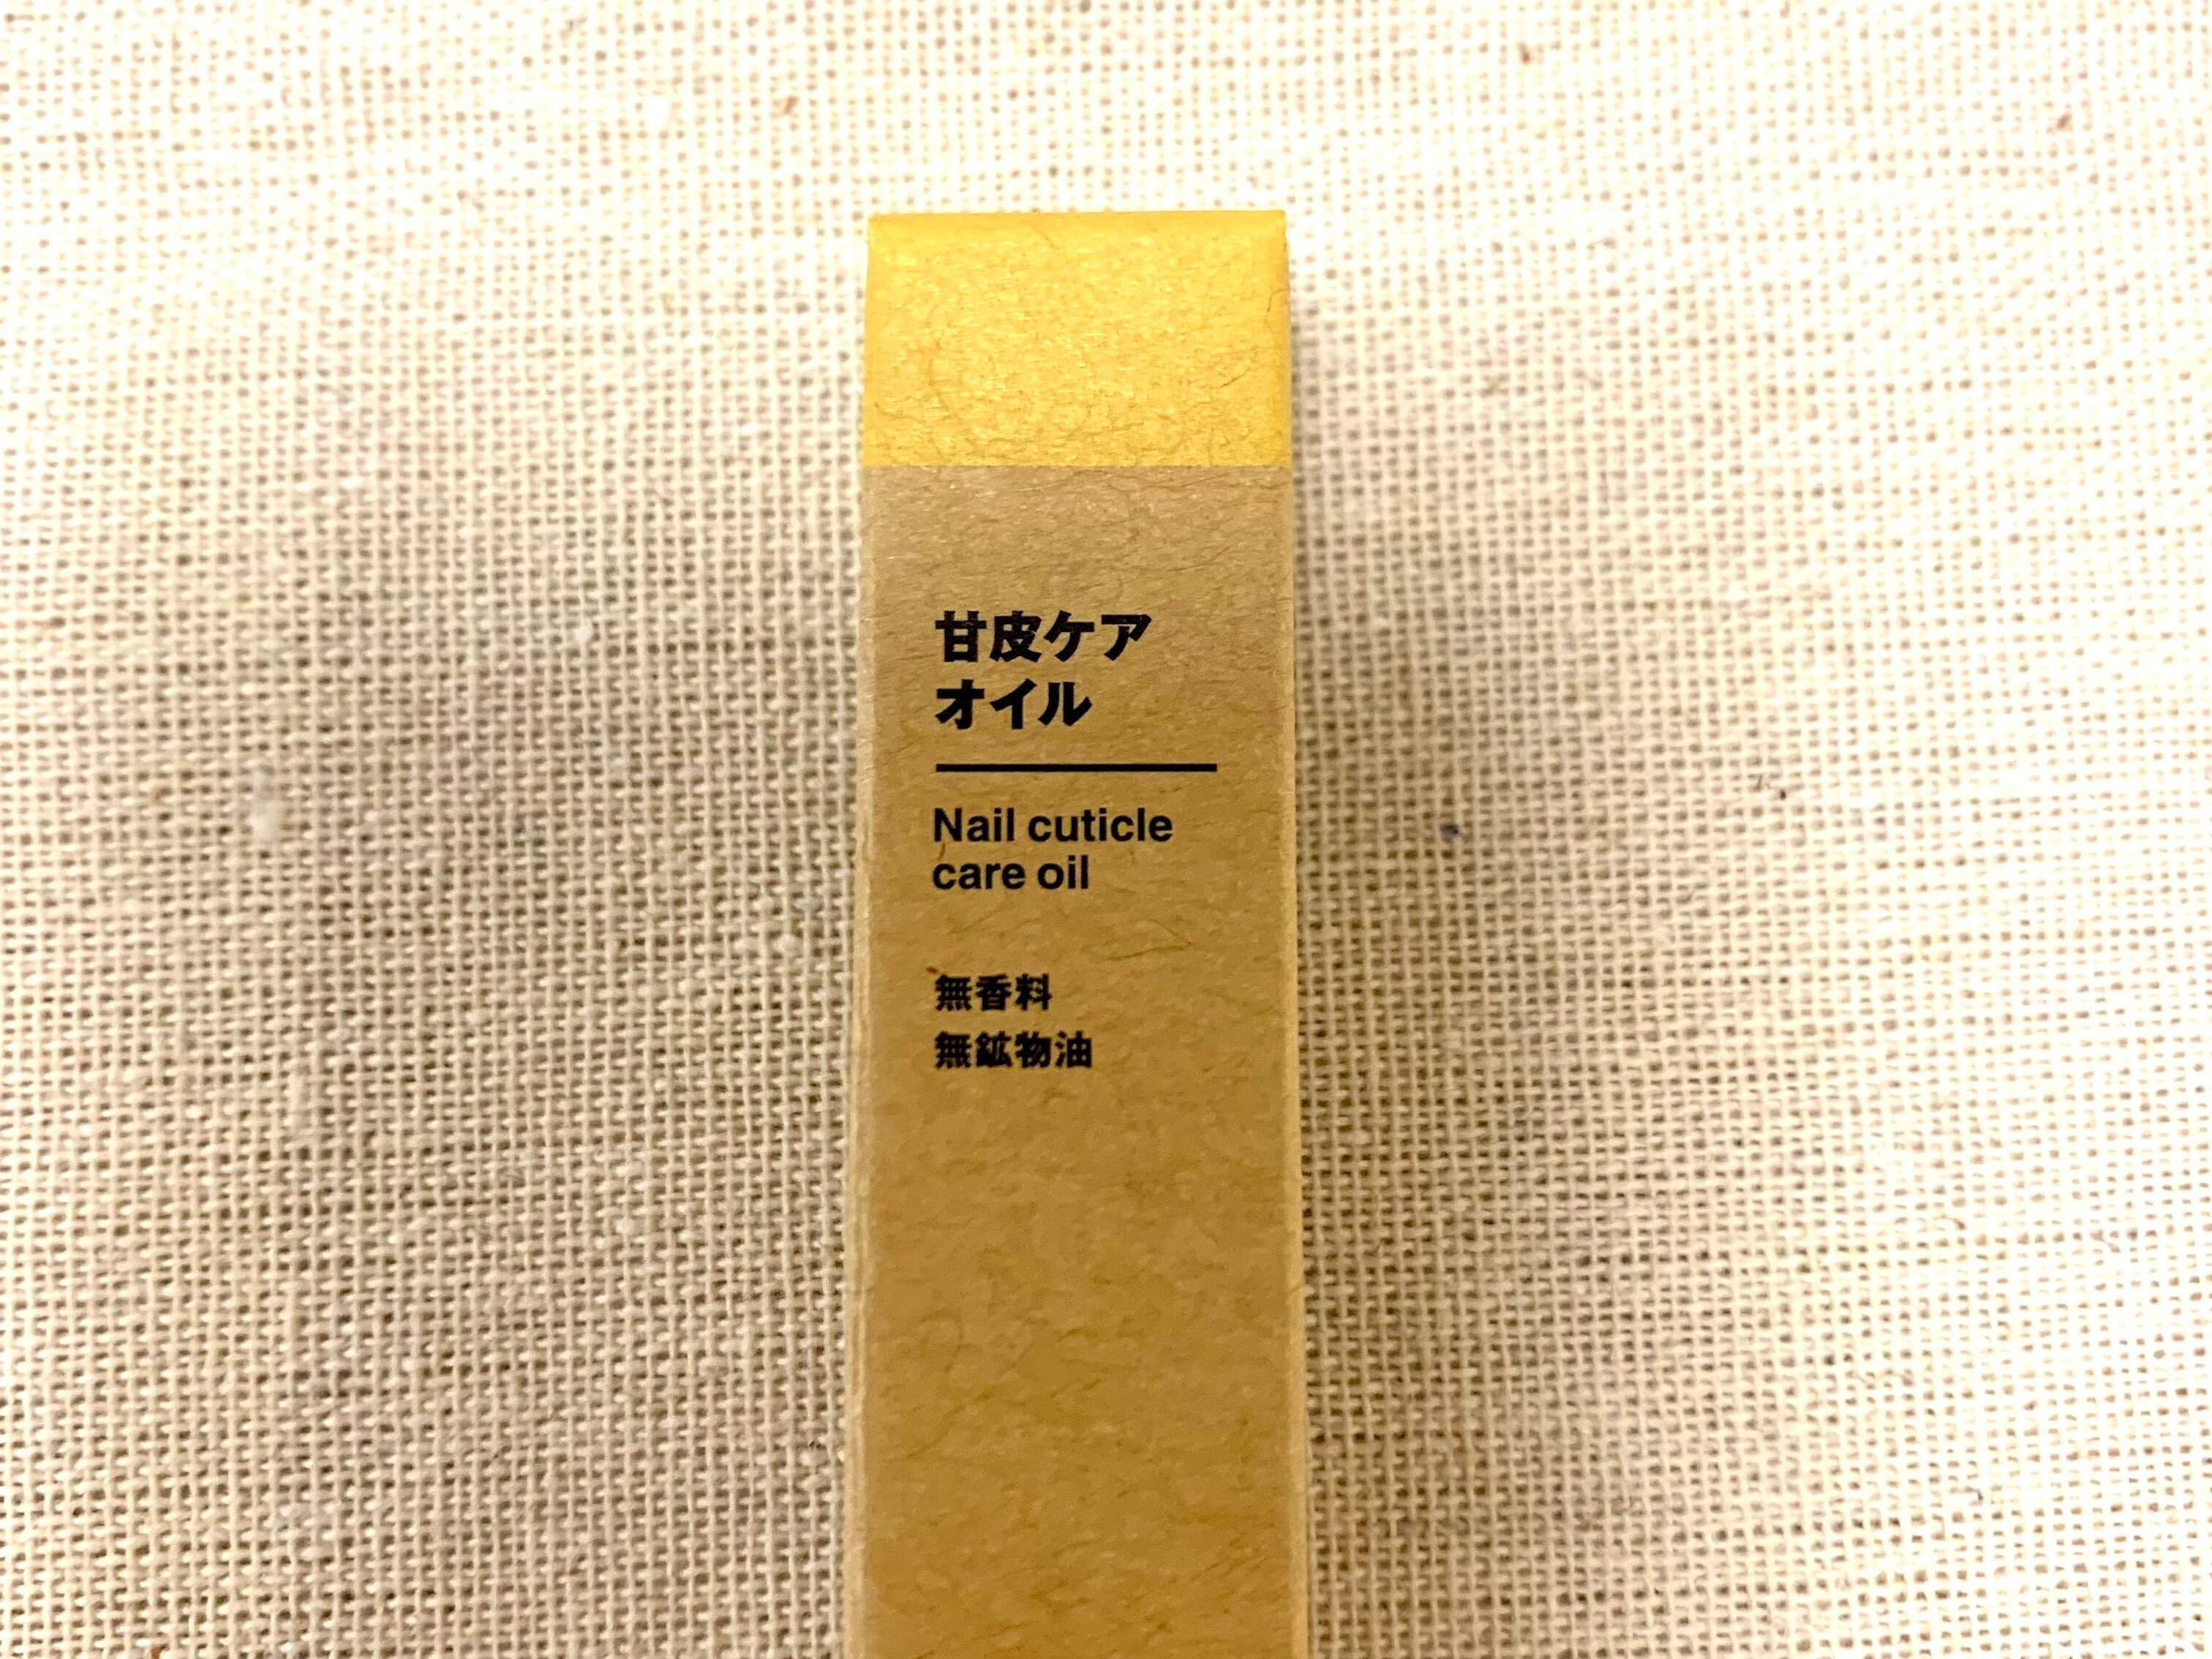 甘皮ケア
オイル
Nail cuticle
care oil
無香料
無鉱物油